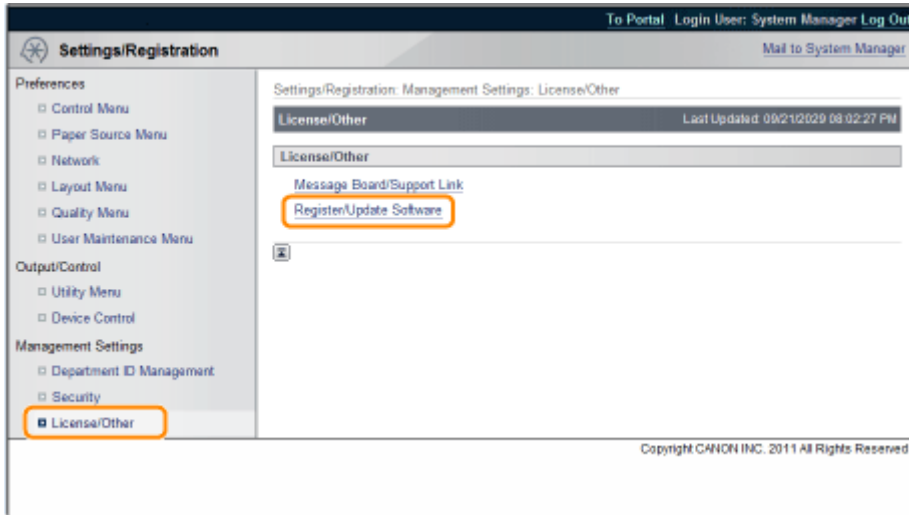 To Portal Login User: System Manager Log Out
Settings/Registration
Mail to System Manager
Preferences
Control Menu
Paper Source Menu
Network
Layout Menu
Quality Menu
User Maintenance Menu
Output/Control
Utility Menu
Device Control
Management Settings
Department ID Management
Security
License/Other
Settings/Registration: Management Settings: License/Other
License/Other Last Updated: 09/21/2029 08:02:27 PM
License/Other
Message Board/Support Link
Register/Update Software
Copyright CANON INC. 2011 All Rights Reserved